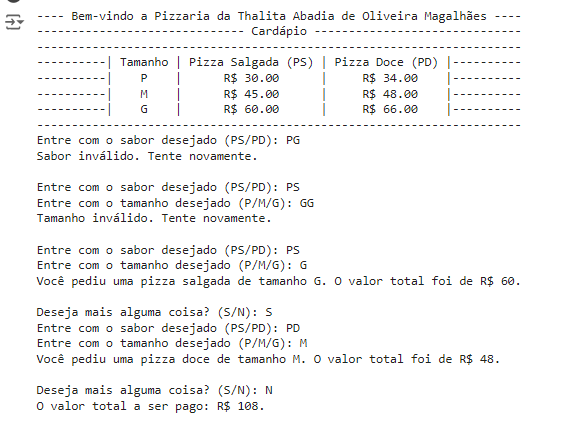 ---- Bem-vindo a Pizzaria da Thalita Abadia de Oliveira Magalhães ----
------------------------------ Cardápio ------------------------------
----------------------------------------------------------------------
----------| Tamanho | Pizza Salgada (PS) | Pizza Doce (PD) |----------
----------|    P    |      R$ 30.00      |    R$ 34.00     |----------
----------|    M    |      R$ 45.00      |    R$ 48.00     |----------
----------|    G    |      R$ 60.00      |    R$ 66.00     |----------
----------------------------------------------------------------------
Entre com o sabor desejado (PS/PD): PG
Sabor inválido. Tente novamente.

Entre com o sabor desejado (PS/PD): PS
Entre com o tamanho desejado (P/M/G): GG
Tamanho inválido. Tente novamente.

Entre com o sabor desejado (PS/PD): PS
Entre com o tamanho desejado (P/M/G): G
Você pediu uma pizza salgada de tamanho G. O valor total foi de R$ 60.

Deseja mais alguma coisa? (S/N): S
Entre com o sabor desejado (PS/PD): PD
Entre com o tamanho desejado (P/M/G): M
Você pediu uma pizza doce de tamanho M. O valor total foi de R$ 48.

Deseja mais alguma coisa? (S/N): N
O valor total a ser pago: R$ 108.